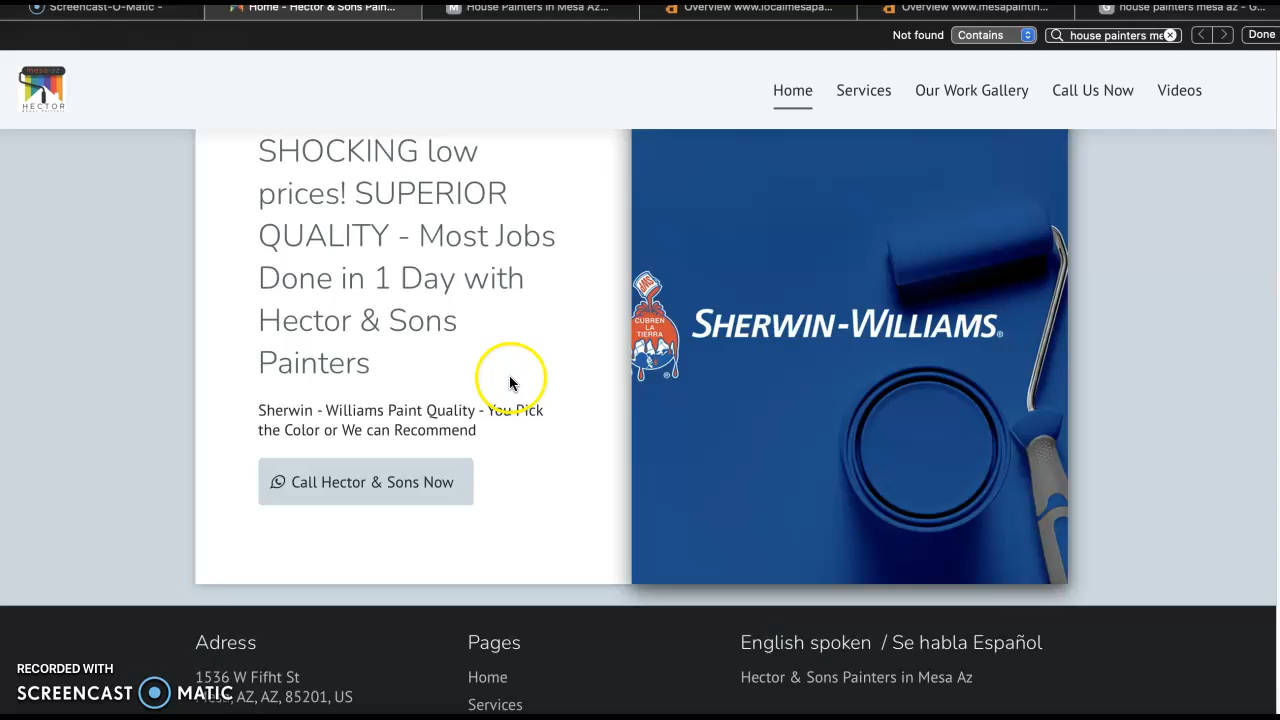 Screencast-O-Matic -
Home - Hector & Sons Pain...
House Painters in Mesa Az...
Overview www.localmesapa...
Overview www.mesapaintin...
house painters mesa az - G...
Not found
Contains
house painters me
Done
mesa-az
HECTOR
Home
Services
Our Work Gallery
Call Us Now
Videos
SHOCKING low
prices! SUPERIOR
QUALITY - Most Jobs
Done in 1 Day with
Hector & Sons
Painters
Sherwin - Williams Paint Quality - You Pick
the Color or We can Recommend
Call Hector & Sons Now
CUBREN
LA
TIERRA
SHERWIN-WILLIAMS®
Adress
1536 W Fifht St
Mesa, AZ, AZ, 85201, US
Pages
Home
Services
English spoken / Se habla Español
Hector & Sons Painters in Mesa Az
RECORDED WITH
SCREENCAST MATIC